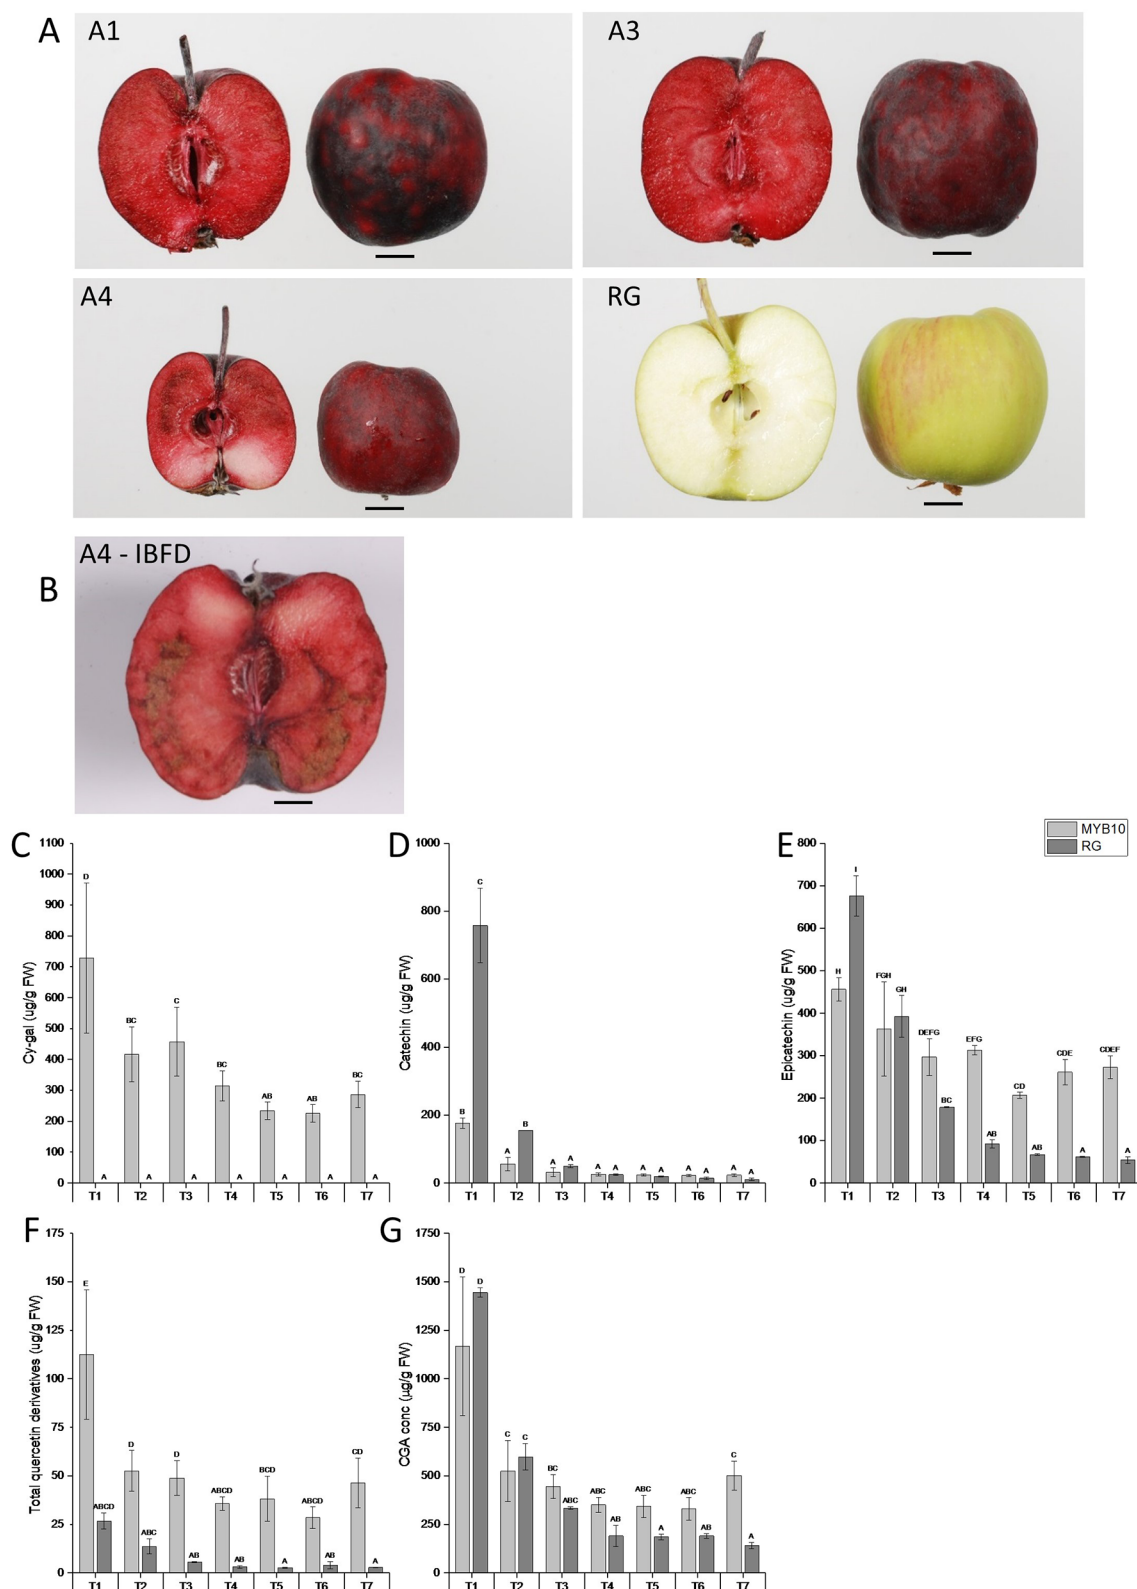 A
A1
A3
A4
RG
B
A4 - IBFD
MYB10
RG
C
1100
1000
900
800
700
600
500
400
300
200
100
0
Cy-gal (ug/g FW)
D
BC
C
BC
AB
AB
BC
A
A
A
A
A
A
A
T1
T2
T3
T4
T5
T6
T7
D
1000
800
600
400
200
0
Catechin (ug/g FW)
B
C
A
B
A
A
A
A
A
A
A
A
A
A
T1
T2
T3
T4
T5
T6
T7
E
800
700
600
500
400
300
200
100
0
Epicatechin (ug/g FW)
H
I
FGH
GH
DEFG
BC
EFG
AB
CD
AB
CDE
A
CDEF
A
T1
T2
T3
T4
T5
T6
T7
F
175
150
125
100
75
50
25
0
Total quercetin derivatives (ug/g FW)
E
ABCD
D
ABC
D
AB
ABCD
AB
BCD
A
ABCD
AB
CD
A
T1
T2
T3
T4
T5
T6
T7
G
1750
1500
1250
1000
750
500
250
0
CGA conc (µg/g FW)
D
D
C
C
BC
ABC
ABC
AB
ABC
A
ABC
AB
C
A
T1
T2
T3
T4
T5
T6
T7